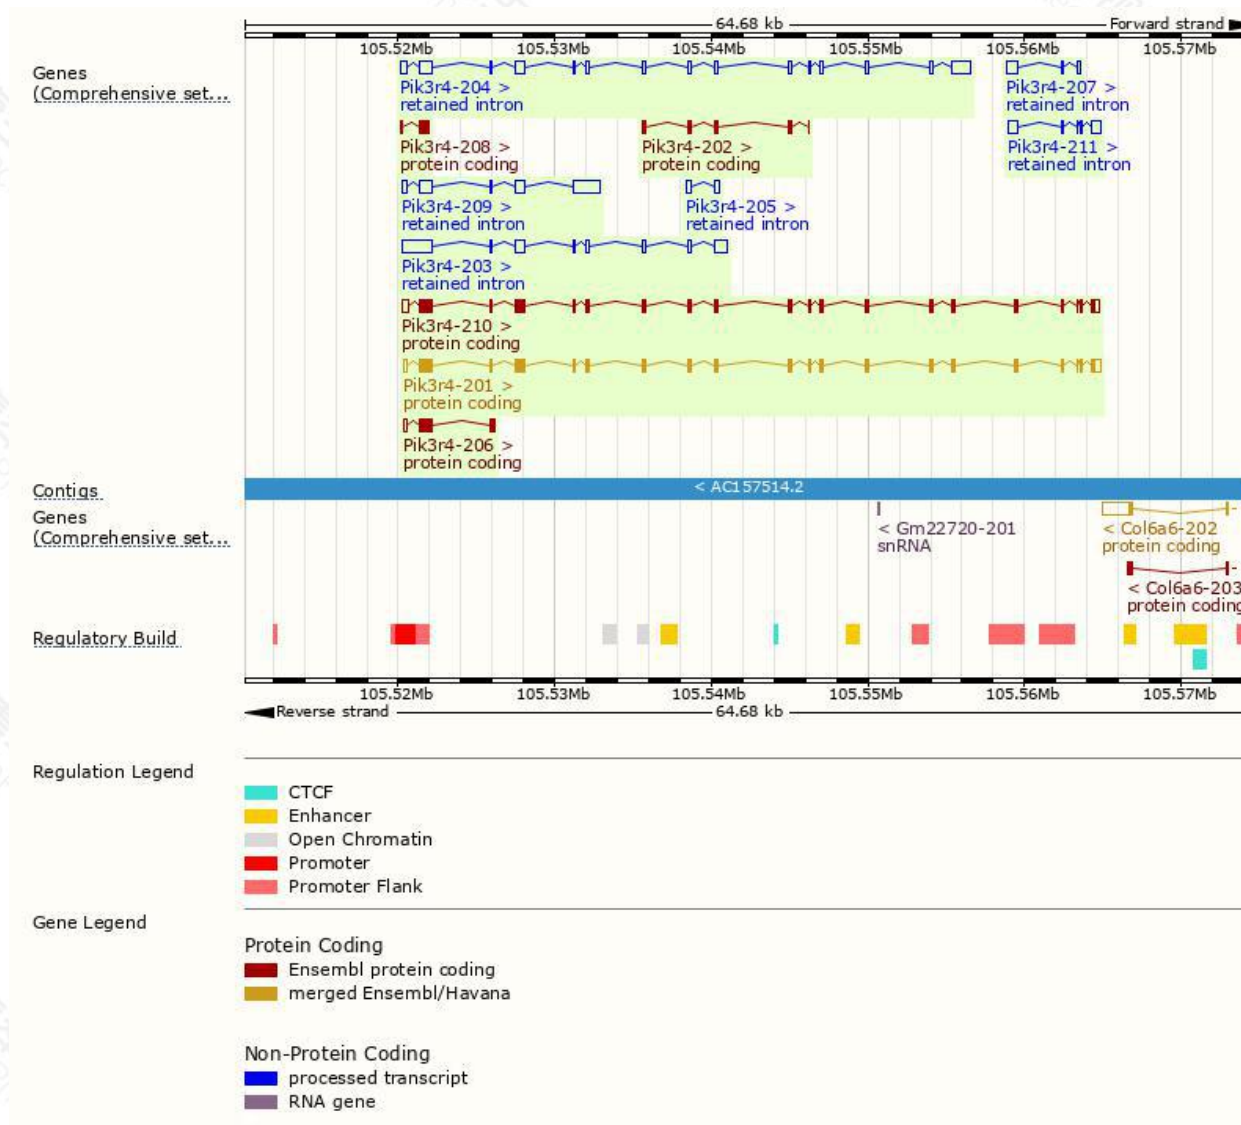 64.68 kb
Forward strand
105.52Mb 105.53Mb 105.54Mb 105.55Mb 105.56Mb 105.57Mb
Genes
(Comprehensive set...
Pik3r4-204 >
retained intron
Pik3r4-207 >
retained intron
Pik3r4-208 >
protein coding
Pik3r4-202 >
protein coding
Pik3r4-211 >
retained intron
Pik3r4-209 >
retained intron
Pik3r4-205 >
retained intron
Pik3r4-203 >
retained intron
Pik3r4-210 >
protein coding
Pik3r4-201 >
protein coding
Pik3r4-206 >
protein coding
Contigs
< AC157514.2
Genes
(Comprehensive set...
< Gm22720-201
snRNA
< Col6a6-202
protein coding
< Col6a6-203
protein coding
Regulatory Build
105.52Mb 105.53Mb 105.54Mb 105.55Mb 105.56Mb 105.57Mb
Reverse strand
64.68 kb
Regulation Legend
CTCF
Enhancer
Open Chromatin
Promoter
Promoter Flank
Gene Legend
Protein Coding
Ensembl protein coding
merged Ensembl/Havana
Non-Protein Coding
processed transcript
RNA gene